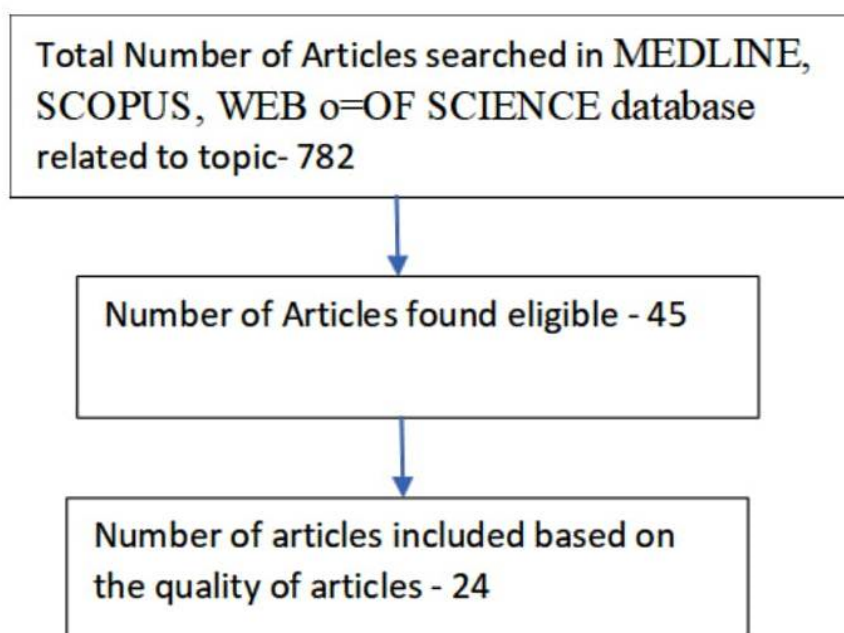 Total Number of Articles searched in MEDLINE,
SCOPUS, WEB o=OF SCIENCE database
related to topic- 782
Number of Articles found eligible - 45
Number of articles included based on
the quality of articles - 24